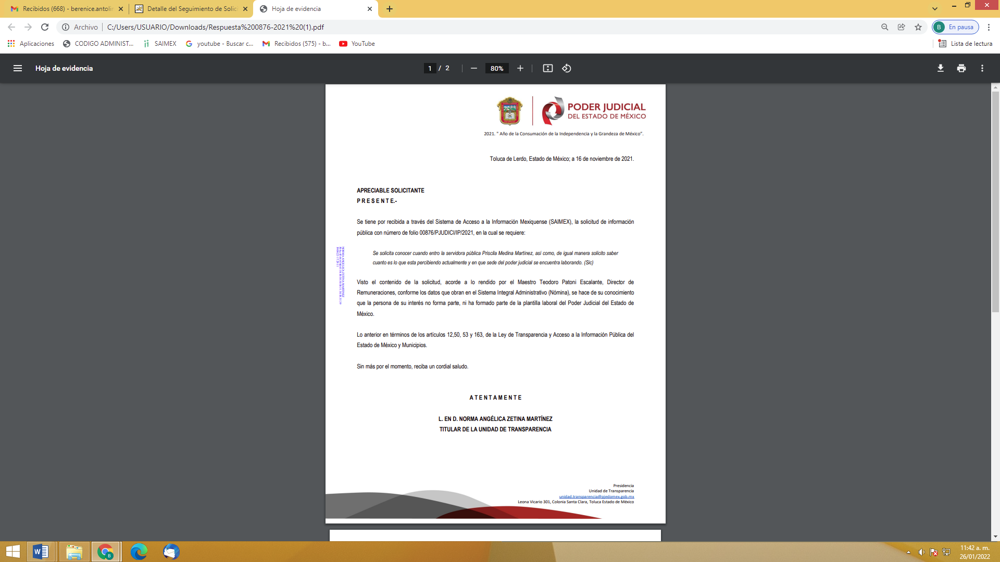 Recibidos (668) - berenice.antolin
Detalle del Seguimiento de Solici
Hoja de evidencia
Archivo
C:/Users/USUARIO/Downloads/Respuesta%200876-2021%20(1).pdf
B
En pausa
Aplicaciones
CODIGO ADMINIST...
SAIMEX
youtube - Buscar c...
Recibidos (575) - b...
YouTube
Lista de lectura
Hoja de evidencia
1 / 2
80%
PODER JUDICIAL
DEL ESTADO DE MÉXICO
2021. " Año de la Consumación de la Independencia y la Grandeza de México".
Toluca de Lerdo, Estado de México; a 16 de noviembre de 2021.
APRECIABLE SOLICITANTE
P R E S E N T E.-
Se tiene por recibida a través del Sistema de Acceso a la Información Mexiquense (SAIMEX), la solicitud de información
pública con número de folio 00876/PJUDICI/IP/2021, en la cual se requiere:
Se solicita conocer cuando entro la servidora pública Priscila Medina Martínez, asi como, de igual manera solicito saber
cuanto es lo que esta percibiendo actualmente y en que sede del poder judicial se encuentra laborando. (Sic)
NORMA ANGELICA ZETINA MARTINEZ
Visto el contenido de la solicitud, acorde a lo rendido por el Maestro Teodoro Patoni Escalante, Director de
Remuneraciones, conforme los datos que obran en el Sistema Integral Administrativo (Nómina), se hace de su conocimiento
que la persona de su interés no forma parte, ni ha formado parte de la plantilla laboral del Poder Judicial del Estado de
México.
Lo anterior en términos de los artículos 12,50, 53 y 163, de la Ley de Transparencia y Acceso a la Información Pública del
Estado de México y Municipios.
Sin más por el momento, reciba un cordial saludo.
A T E N T A M E N T E
L. EN D. NORMA ANGÉLICA ZETINA MARTÍNEZ
TITULAR DE LA UNIDAD DE TRANSPARENCIA
Presidencia
Unidad de Transparencia
unidad.transparencia@pjedomex.gob.mx
Leona Vicario 301, Colonia Santa Clara, Toluca Estado de México
11:42 a. m.
26/01/2022